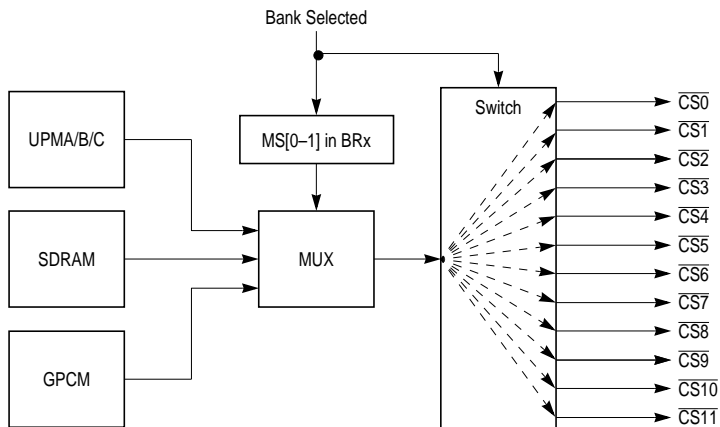 Bank Selected
Switch
UPMA/B/C
MS[0–1] in BRx
SDRAM
MUX
GPCM
CS0
CS1
CS2
CS3
CS4
CS5
CS6
CS7
CS8
CS9
CS10
CS11